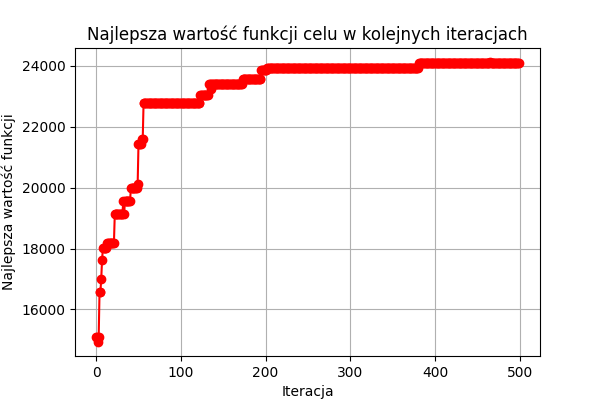 Najlepsza wartość funkcji celu w kolejnych iteracjach
Najlepsza wartość funkcji
24000
22000
20000
18000
16000
0 100 200 300 400 500
Iteracja